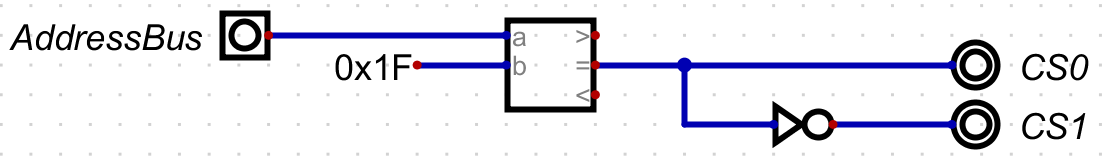 AddressBus
a
>
0x1F
b
=
CS0
<
CS1